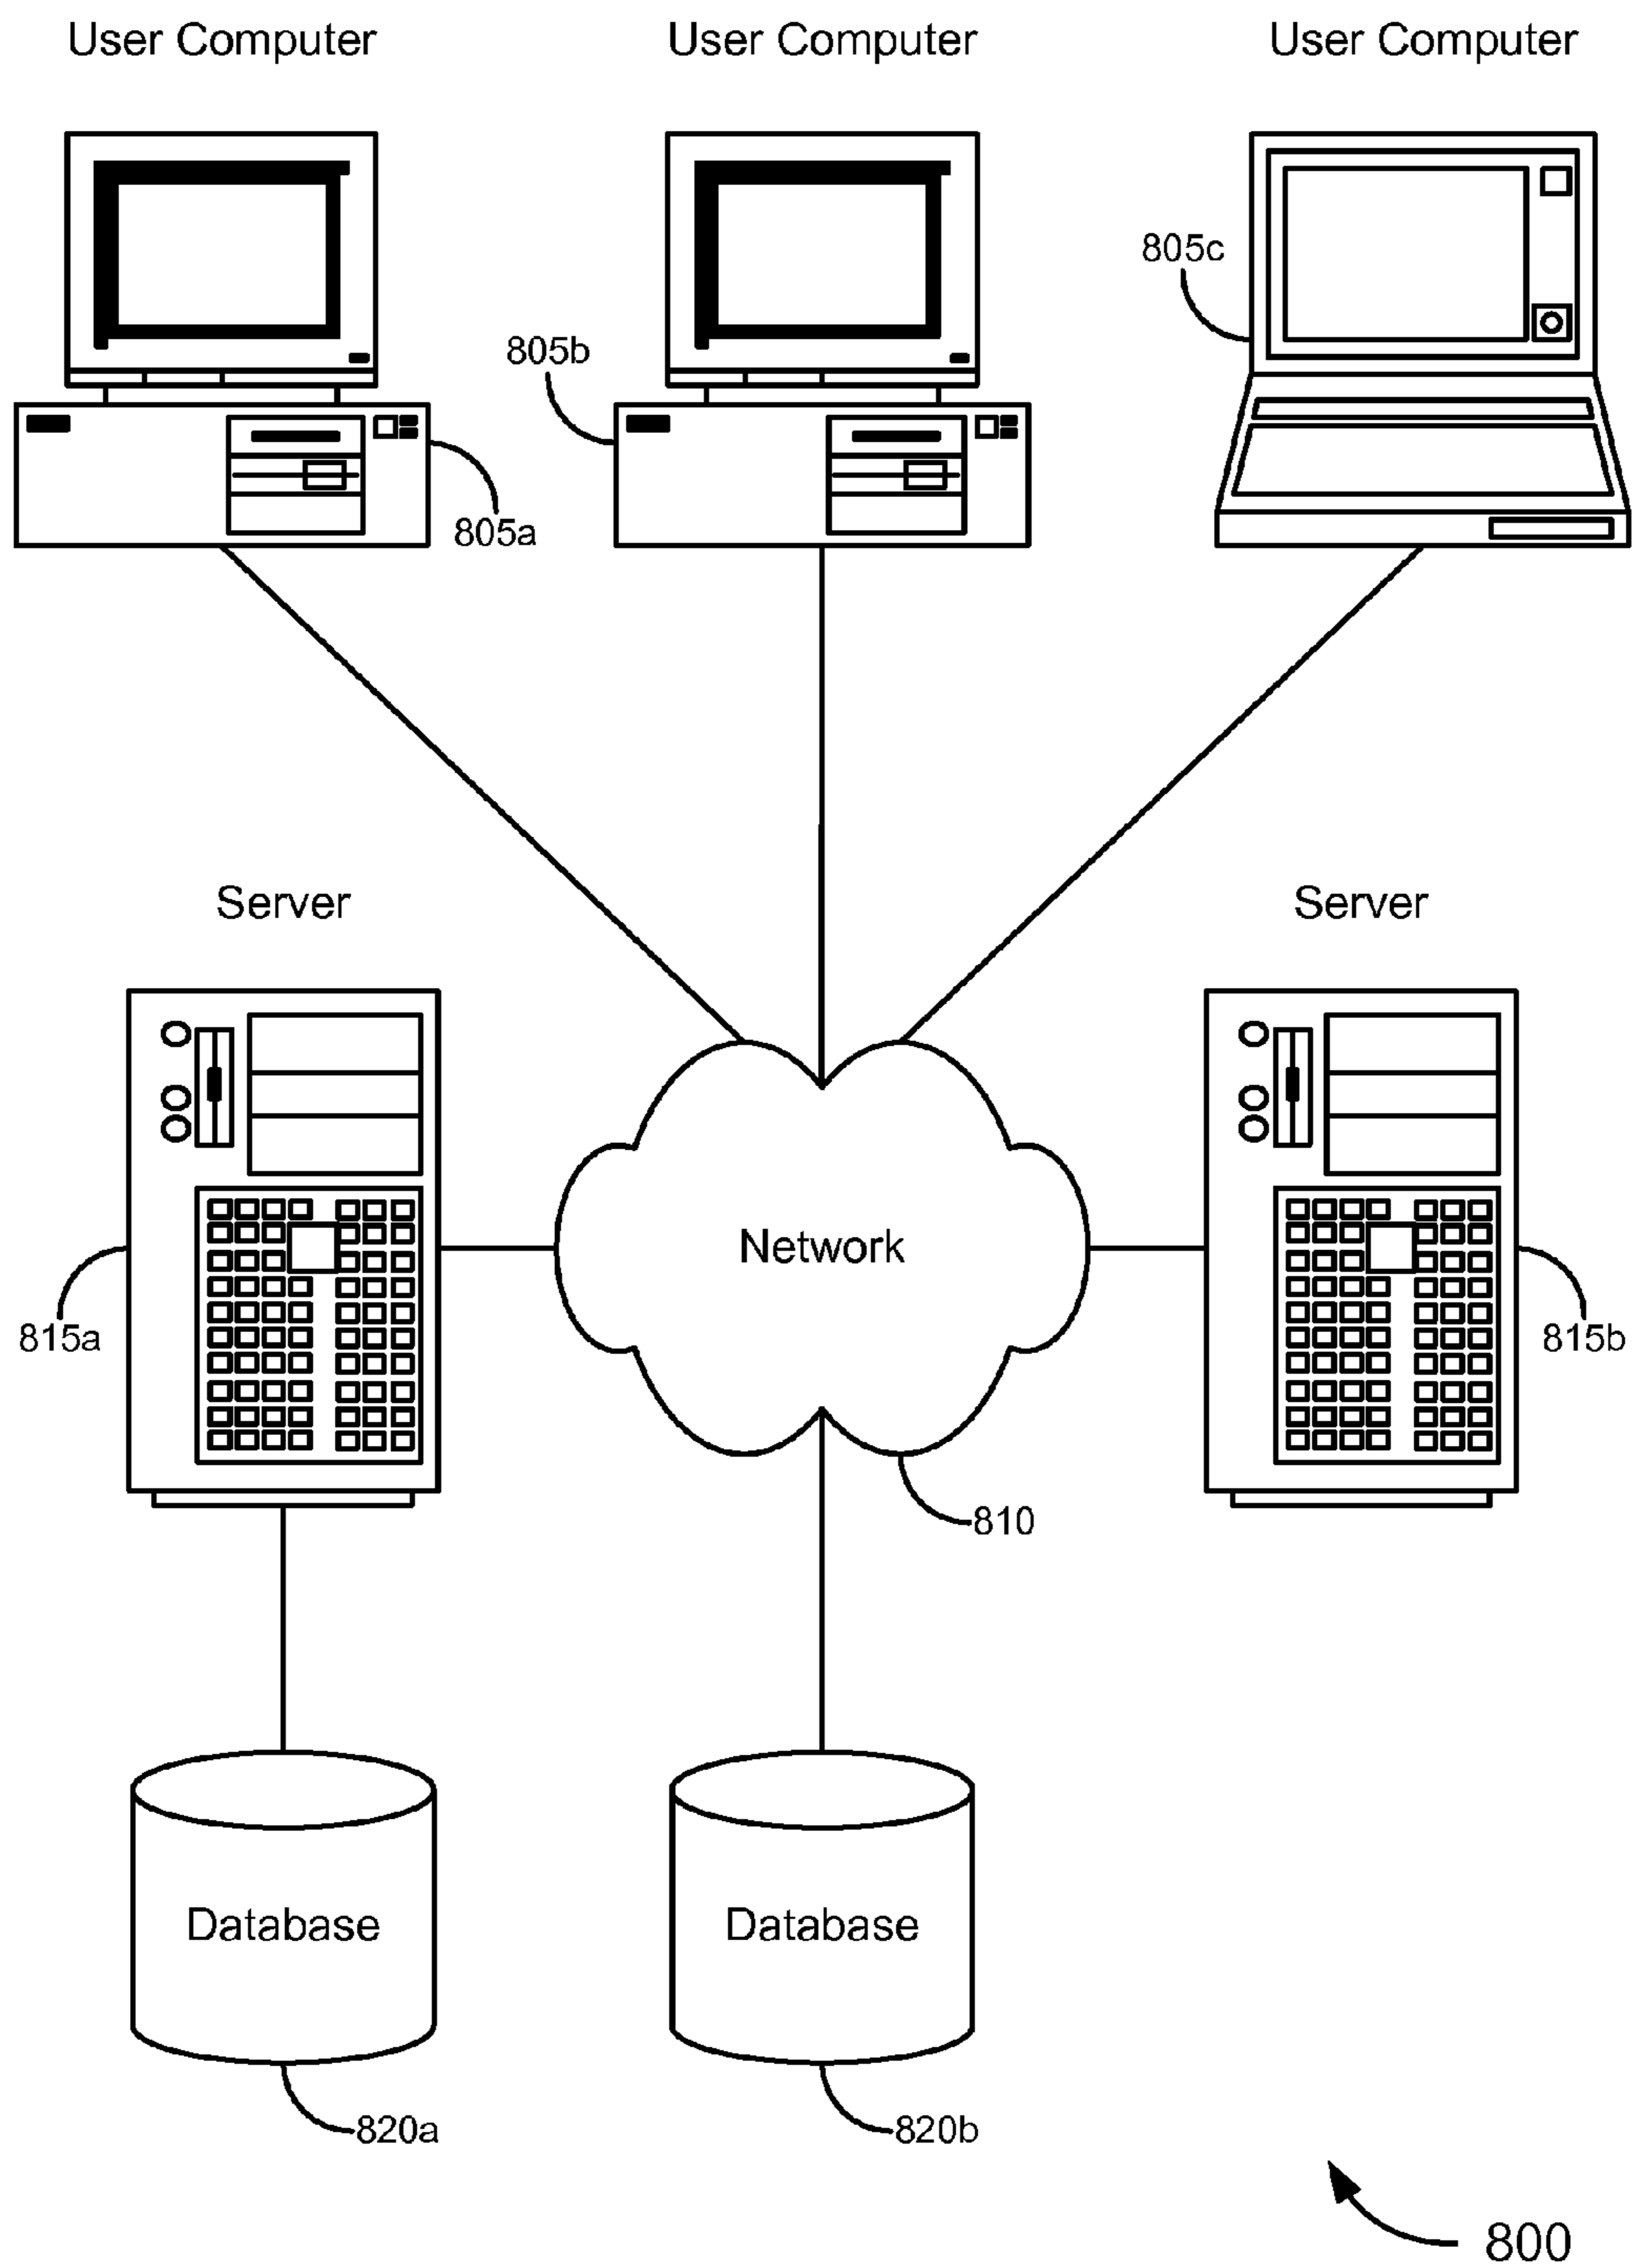 User Computer
User Computer
User Computer
805c
805b
805a
Server
Server
Network
815a
815b
810
Database
Database
820a
820b
800